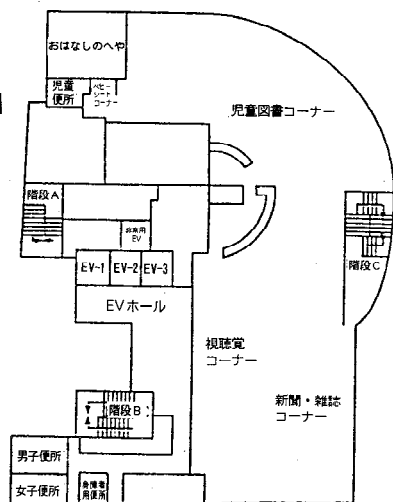 おはなしのへや
児童
便所
ベビー
シート
コーナー
児童図書コーナー
階段A
非常用
EV
EV-1
EV-2
EV-3
階段C
EVホール
視聴覚
コーナー
新聞・雑誌
コーナー
階段B
男子便所
女子便所
身障者
用便所